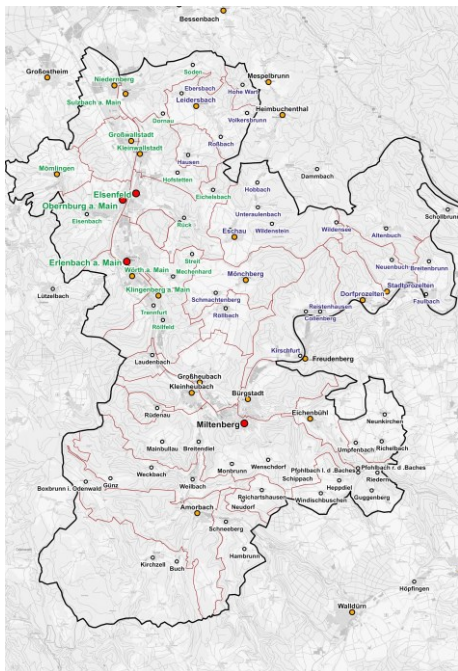 Bessenbach
Großostheim
Soden
Niedernberg
Mespelbrunn
Ebersbach
Hohe Wart
Sulzbach a. Main
Leidersbach
Heimbuchenthal
Dornau
Volkersbrunn
Großwallstadt
Roßbach
Kleinwallstadt
Hausen
Mömlingen
Dammbach
Hofstetten
Hobbach
Elsenfeld
Eichelsbach
Obernburg a. Main
Schollbrunn
Eisenbach
Untersulenbach
Rück
Wildenstein
Wildensee
Altenbuch
Eschau
Streit
Neuenbuch
Breitenbrunn
Erlenbach a. Main
Wörth a. Main
Mechenhard
Mönchberg
Stadtprozelten
Lützelbach
Klingenberg a. Main
Schmachtenberg
Dorfprozelten
Faulbach
Trennfurt
Röllbach
Reistenhausen
Collenberg
Röllfeld
Kirschfurt
Laudenbach
Freudenberg
Großheubach
Kleinheubach
Bürgstadt
Rüdenau
Eichenbühl
Miltenberg
Neunkirchen
Mainbullau
Breitendiel
Umpfenbach
Richelbach
Weckbach
Monbrunn
Wenschdorf
Pfohlbach l. d .Baches
Pfohlbach r. d .Baches
Schippach
Riedern
Boxbrunn i. Odenwald
Gönz
Weilbach
Heppdiel
Reichartshausen
Windischbuchen
Guggenberg
Amorbach
Neudorf
Schneeberg
Hambrunn
Kirchzell
Buch
Höpfingen
Walldürn